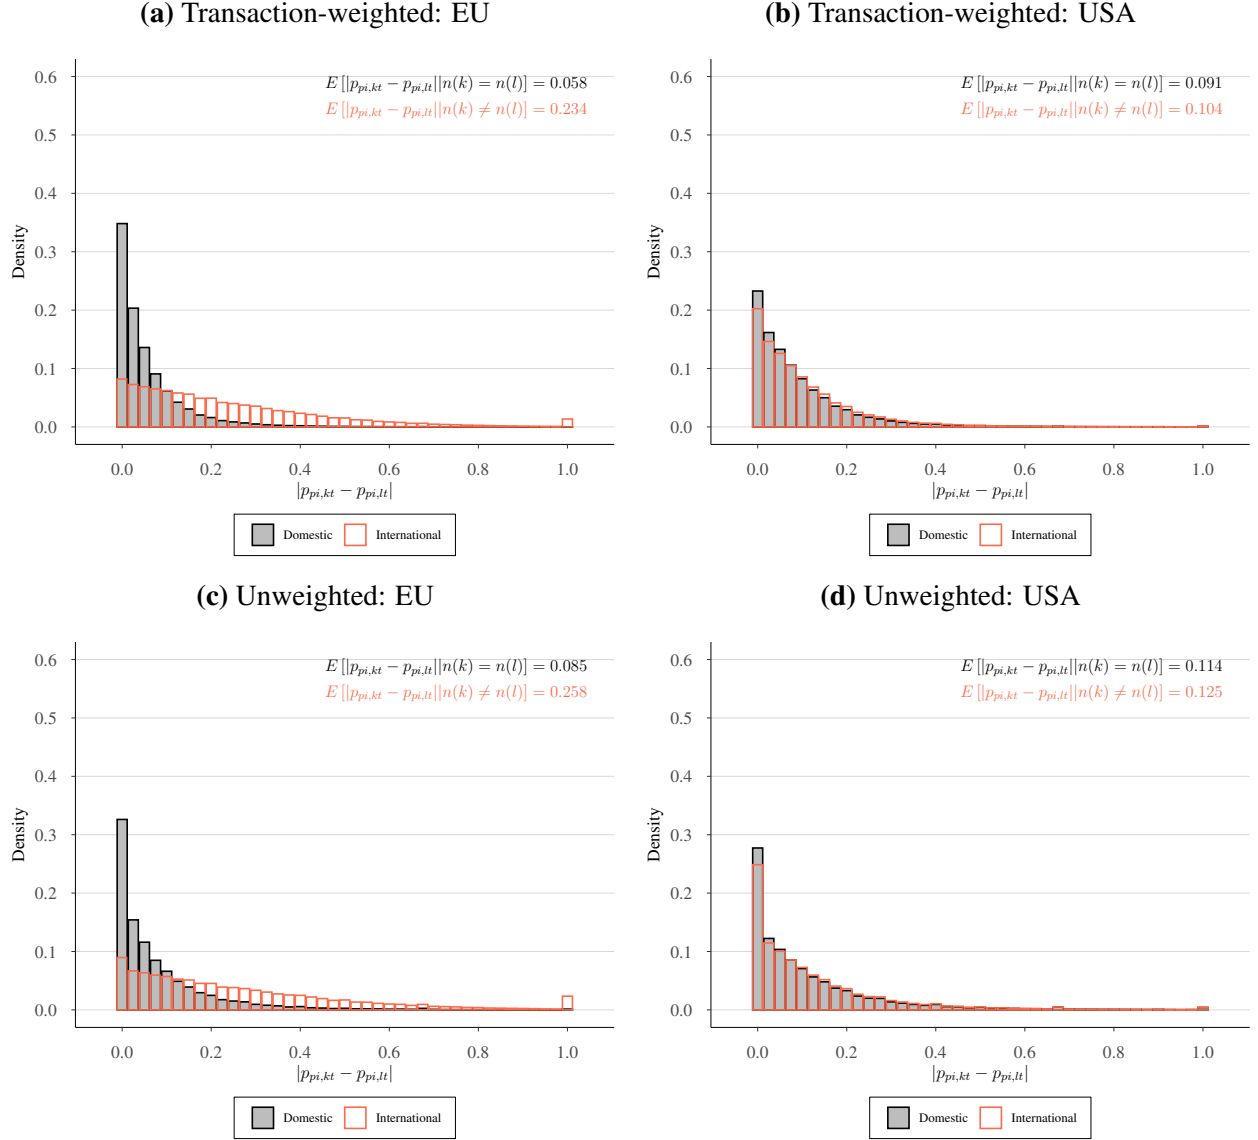 (a) Transaction-weighted: EU
E [|p_{pi,kt} − p_{pi,lt}||n(k) = n(l)] = 0.058
E [|p_{pi,kt} − p_{pi,lt}||n(k) ≠ n(l)] = 0.234
Density
0.6
0.5
0.4
0.3
0.2
0.1
0.0
0.0 0.2 0.4 0.6 0.8 1.0
|p_{pi,kt} − p_{pi,lt}|
Domestic International
(b) Transaction-weighted: USA
E [|p_{pi,kt} − p_{pi,lt}||n(k) = n(l)] = 0.091
E [|p_{pi,kt} − p_{pi,lt}||n(k) ≠ n(l)] = 0.104
Density
0.6
0.5
0.4
0.3
0.2
0.1
0.0
0.0 0.2 0.4 0.6 0.8 1.0
|p_{pi,kt} − p_{pi,lt}|
Domestic International
(c) Unweighted: EU
E [|p_{pi,kt} − p_{pi,lt}||n(k) = n(l)] = 0.085
E [|p_{pi,kt} − p_{pi,lt}||n(k) ≠ n(l)] = 0.258
Density
0.6
0.5
0.4
0.3
0.2
0.1
0.0
0.0 0.2 0.4 0.6 0.8 1.0
|p_{pi,kt} − p_{pi,lt}|
Domestic International
(d) Unweighted: USA
E [|p_{pi,kt} − p_{pi,lt}||n(k) = n(l)] = 0.114
E [|p_{pi,kt} − p_{pi,lt}||n(k) ≠ n(l)] = 0.125
Density
0.6
0.5
0.4
0.3
0.2
0.1
0.0
0.0 0.2 0.4 0.6 0.8 1.0
|p_{pi,kt} − p_{pi,lt}|
Domestic International